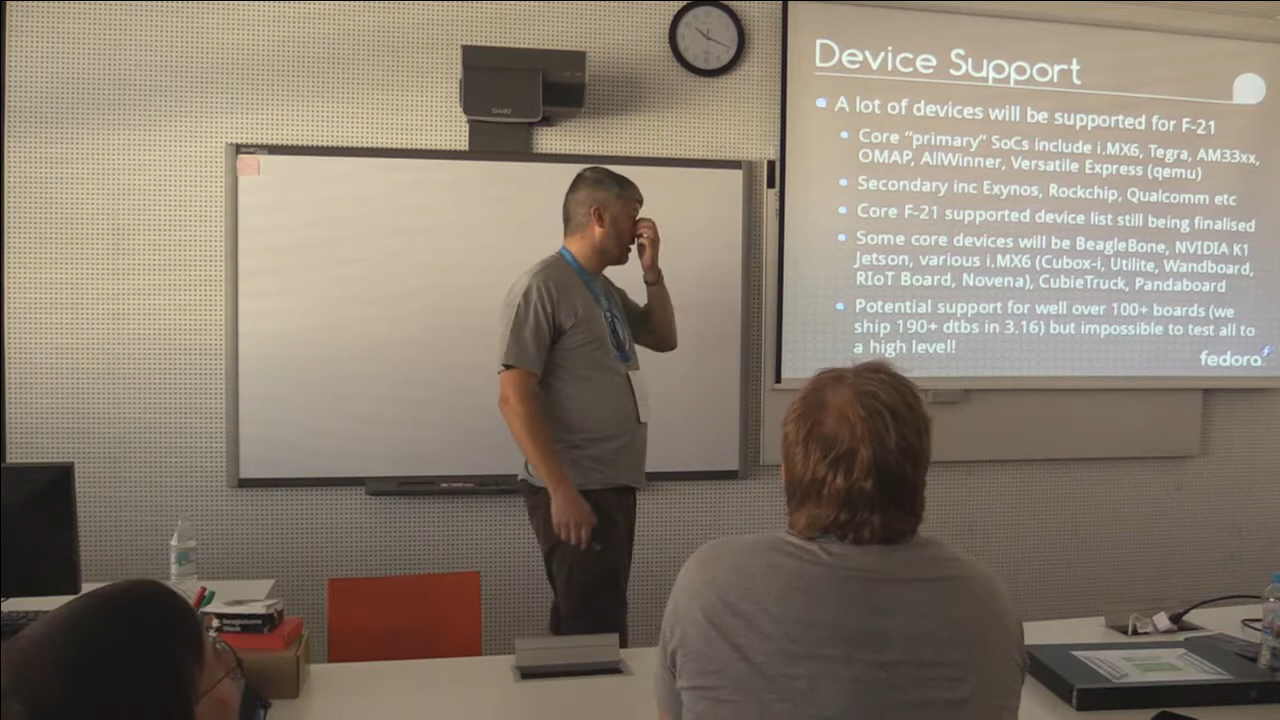 SMART
Device Support
A lot of devices will be supported for F-21
Core “primary” SoCs include i.MX6, Tegra, AM33xx,
OMAP, AllWinner, Versatile Express (qemu)
Secondary inc Exynos, Rockchip, Qualcomm etc
Core F-21 supported device list still being finalised
Some core devices will be BeagleBone, NVIDIA K1
Jetson, various i.MX6 (Cubox-i, Utilite, Wandboard,
RIoT Board, Novena), CubieTruck, Pandaboard
Potential support for well over 100+ boards (we
ship 190+ dtbs in 3.16) but impossible to test all to
a high level!
fedora
beaglebone
black